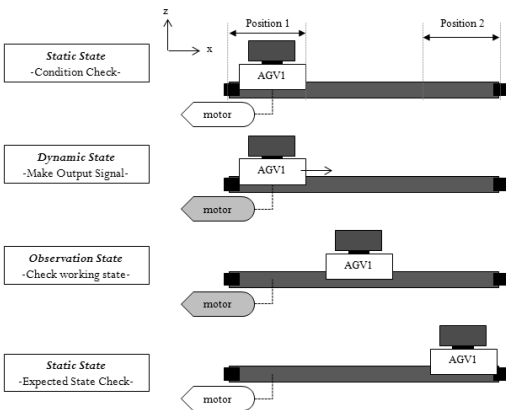 z
x
Position 1
Position 2
Static State
-Condition Check-
AGV1
motor
Dynamic State
-Make Output Signal-
AGV1
motor
Observation State
-Check working state-
AGV1
motor
Static State
-Expected State Check-
AGV1
motor